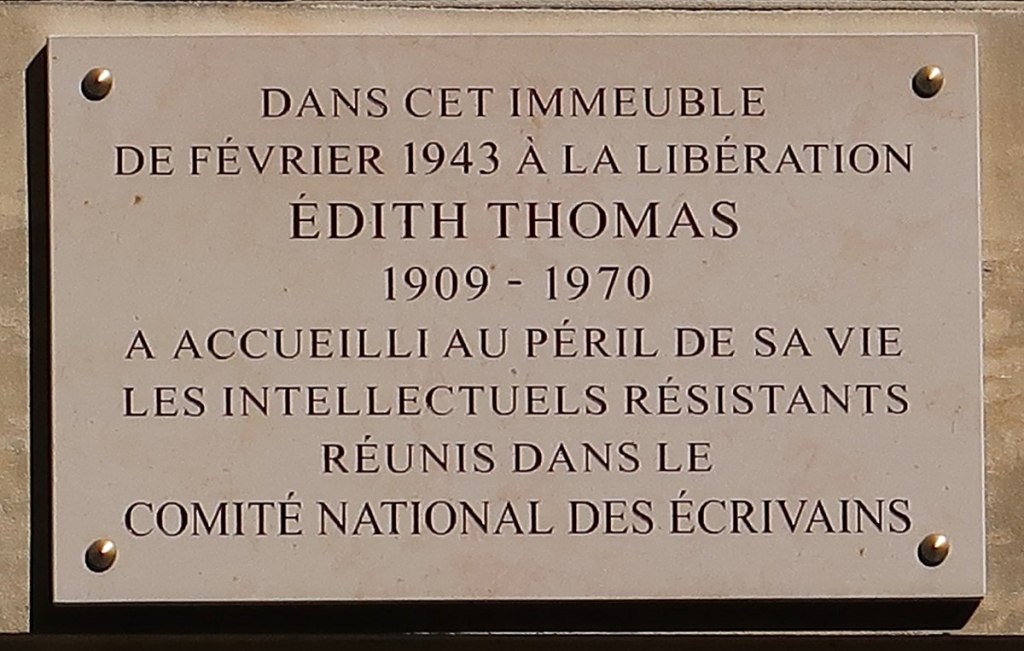 DANS CET IMMEUBLE
DE FÉVRIER 1943 À LA LIBÉRATION
ÉDITH THOMAS
1909 - 1970
A ACCUEILLI AU PÉRIL DE SA VIE
LES INTELLECTUELS RÉSISTANTS
RÉUNIS DANS LE
COMITÉ NATIONAL DES ÉCRIVAINS